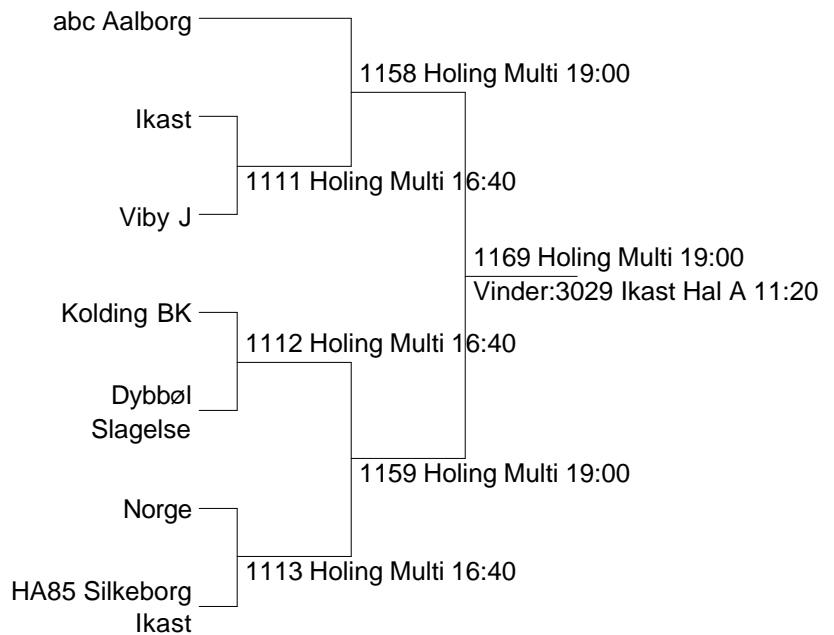 abc Aalborg
1158 Holing Multi 19:00
Ikast
1111 Holing Multi 16:40
Viby J
1169 Holing Multi 19:00
Vinder:3029 Ikast Hal A 11:20
Kolding BK
1112 Holing Multi 16:40
Dybbøl
Slagelse
1159 Holing Multi 19:00
Norge
1113 Holing Multi 16:40
HA85 Silkeborg
Ikast